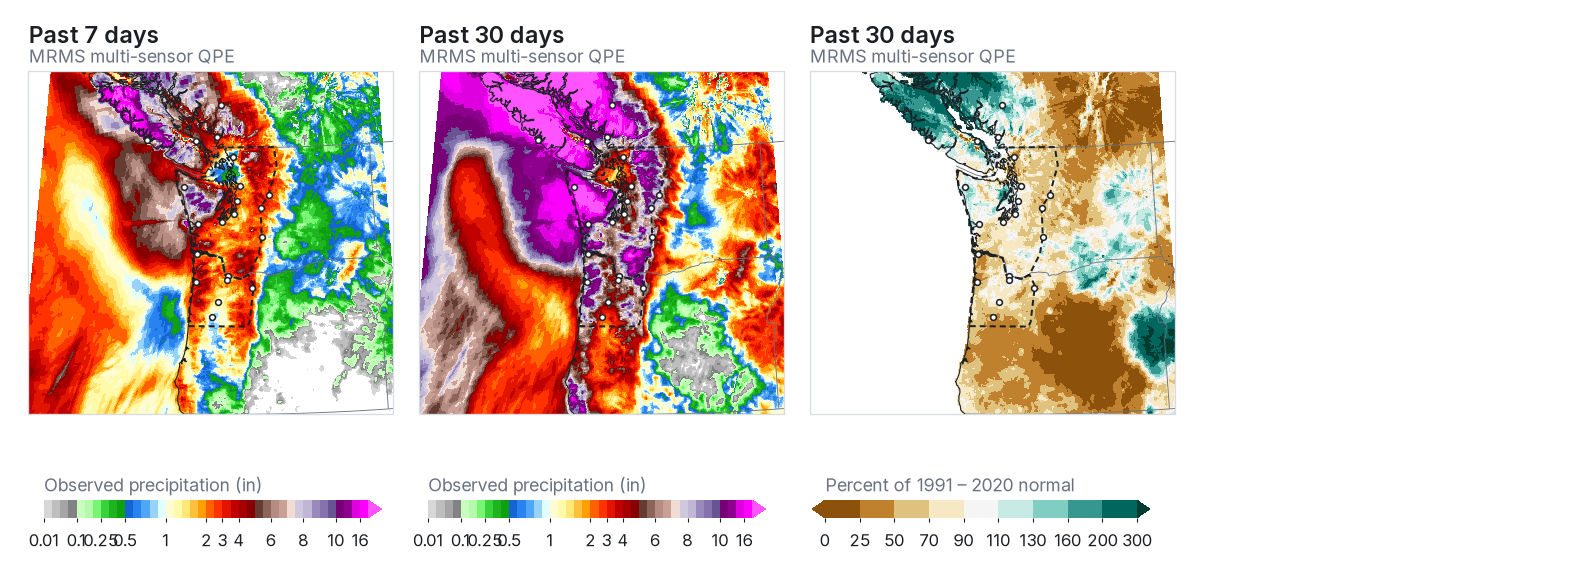 Past 7 days
MRMS multi-sensor QPE
Past 30 days
MRMS multi-sensor QPE
Past 30 days
MRMS multi-sensor QPE
Observed precipitation (in)
0.01 0.1 0.25 0.5 1 2 3 4 6 8 10 16
Observed precipitation (in)
0.01 0.1 0.25 0.5 1 2 3 4 6 8 10 16
Percent of 1991 – 2020 normal
0 25 50 70 90 110 130 160 200 300